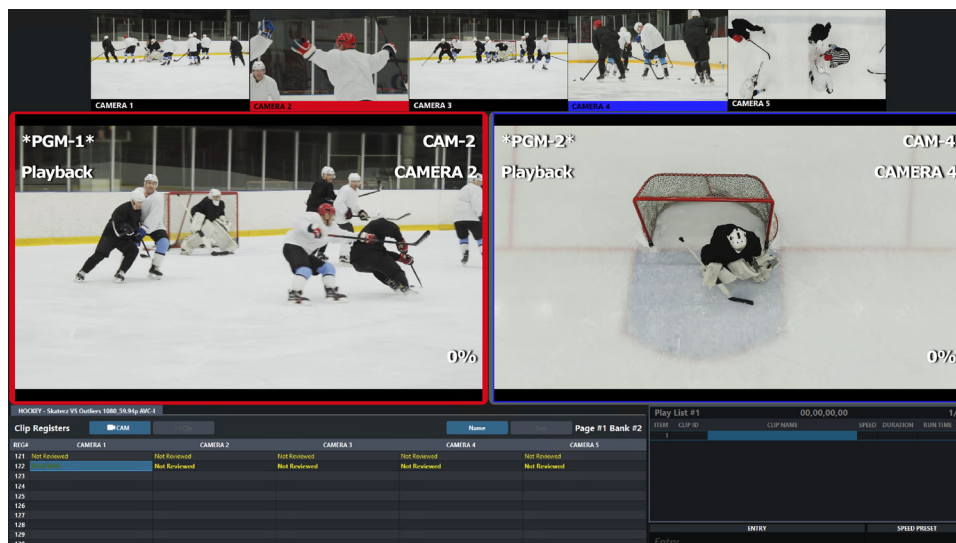 CAMERA 1
CAMERA 2
CAMERA 3
CAMERA 4
CAMERA 5
*PGM-1* CAM-2
Playback CAMERA 2
0%
*PGM-2* CAM-4
Playback CAMERA 4
0%
HOCKEY - Skaterz VS Outliers 1080_59.94p AVC-I
Clip Registers CAM Name Page #1 Bank #2
REG# CAMERA 1 CAMERA 2 CAMERA 3 CAMERA 4 CAMERA 5
121 Not Reviewed Not Reviewed Not Reviewed Not Reviewed Not Reviewed
122 Not Reviewed Not Reviewed Not Reviewed Not Reviewed
123
124
125
126
127
128
129
Play List #1 00,00,00,00 1/
ITEM CLIP ID CLIP NAME SPEED DURATION RUN TIME
1
ENTRY SPEED PRESET
Entry